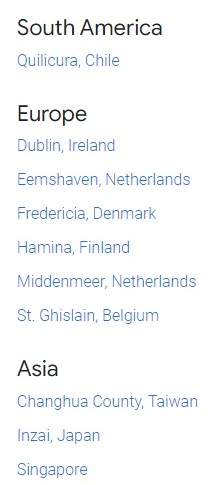 South America
Quilicura, Chile
Europe
Dublin, Ireland
Eemshaven, Netherlands
Fredericia, Denmark
Hamina, Finland
Middenmeer, Netherlands
St. Ghislain, Belgium
Asia
Changhua County, Taiwan
Inzai, Japan
Singapore